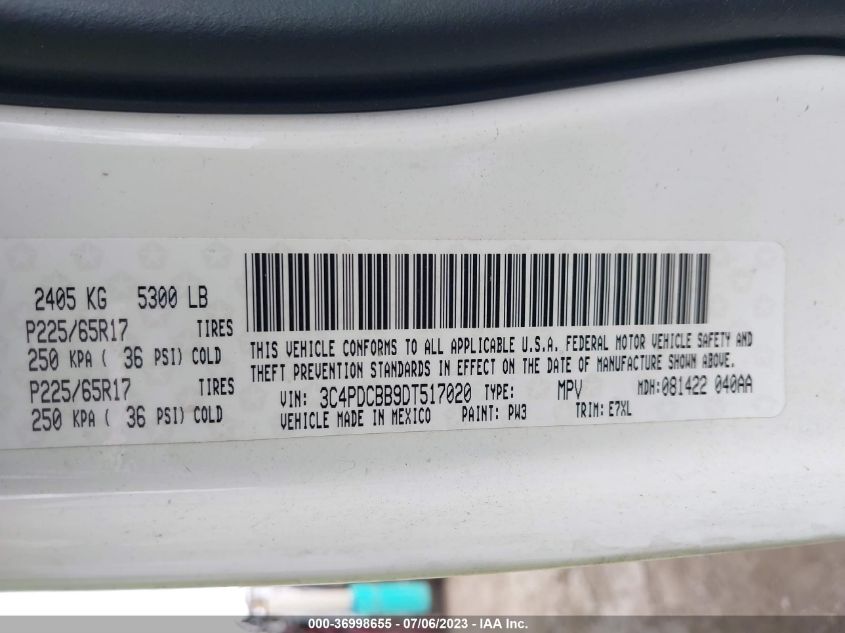 2405 KG 5300 LB
P225/65R17 TIRES
250 KPA ( 36 PSI) COLD
P225/65R17 TIRES
250 KPA ( 36 PSI) COLD
THIS VEHICLE CONFORMS TO ALL APPLICABLE U.S.A. FEDERAL MOTOR VEHICLE SAFETY AND
THEFT PREVENTION STANDARDS IN EFFECT ON THE DATE OF MANUFACTURE SHOWN ABOVE.
VIN: 3C4PDCBB9DT517020 TYPE: MPV MDH:081422 040AA
VEHICLE MADE IN MEXICO PAINT: PW3 TRIM: E7XL
000-36998655 - 07/06/2023 - IAA Inc.